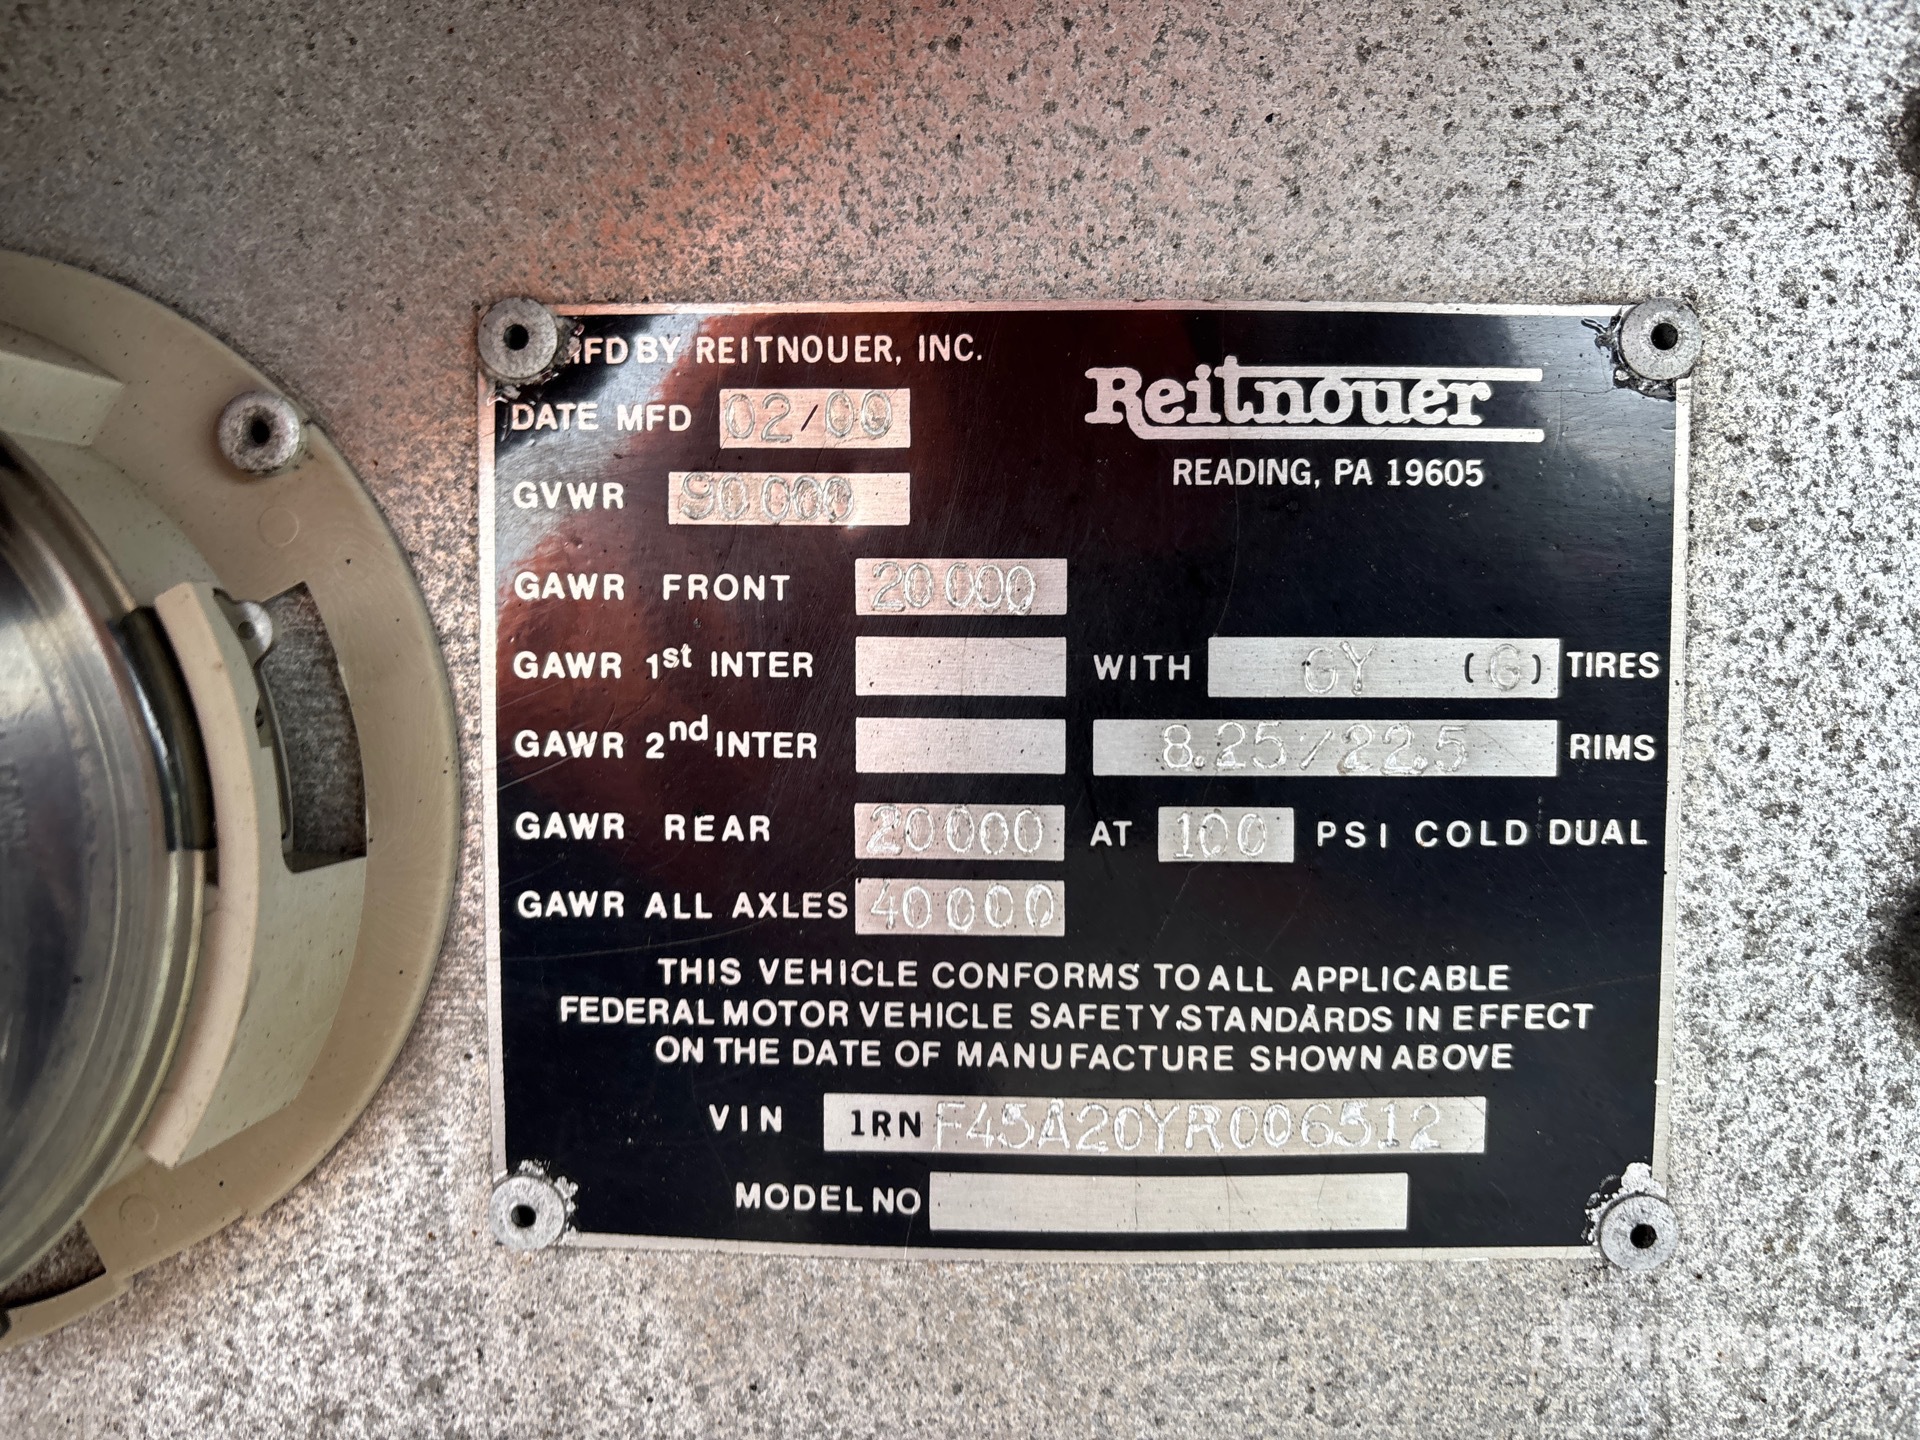 MFD BY REITNOUER, INC.
Reitnouer
READING, PA 19605
DATE MFD 02/00
GVWR 90000
GAWR FRONT 20000
GAWR 1st INTER WITH GY (G) TIRES
GAWR 2nd INTER 8.25/22.5 RIMS
GAWR REAR 20000 AT 100 PSI COLD DUAL
GAWR ALL AXLES 40000
THIS VEHICLE CONFORMS TO ALL APPLICABLE
FEDERAL MOTOR VEHICLE SAFETY STANDARDS IN EFFECT
ON THE DATE OF MANUFACTURE SHOWN ABOVE
VIN 1RNF45A20YR006512
MODEL NO